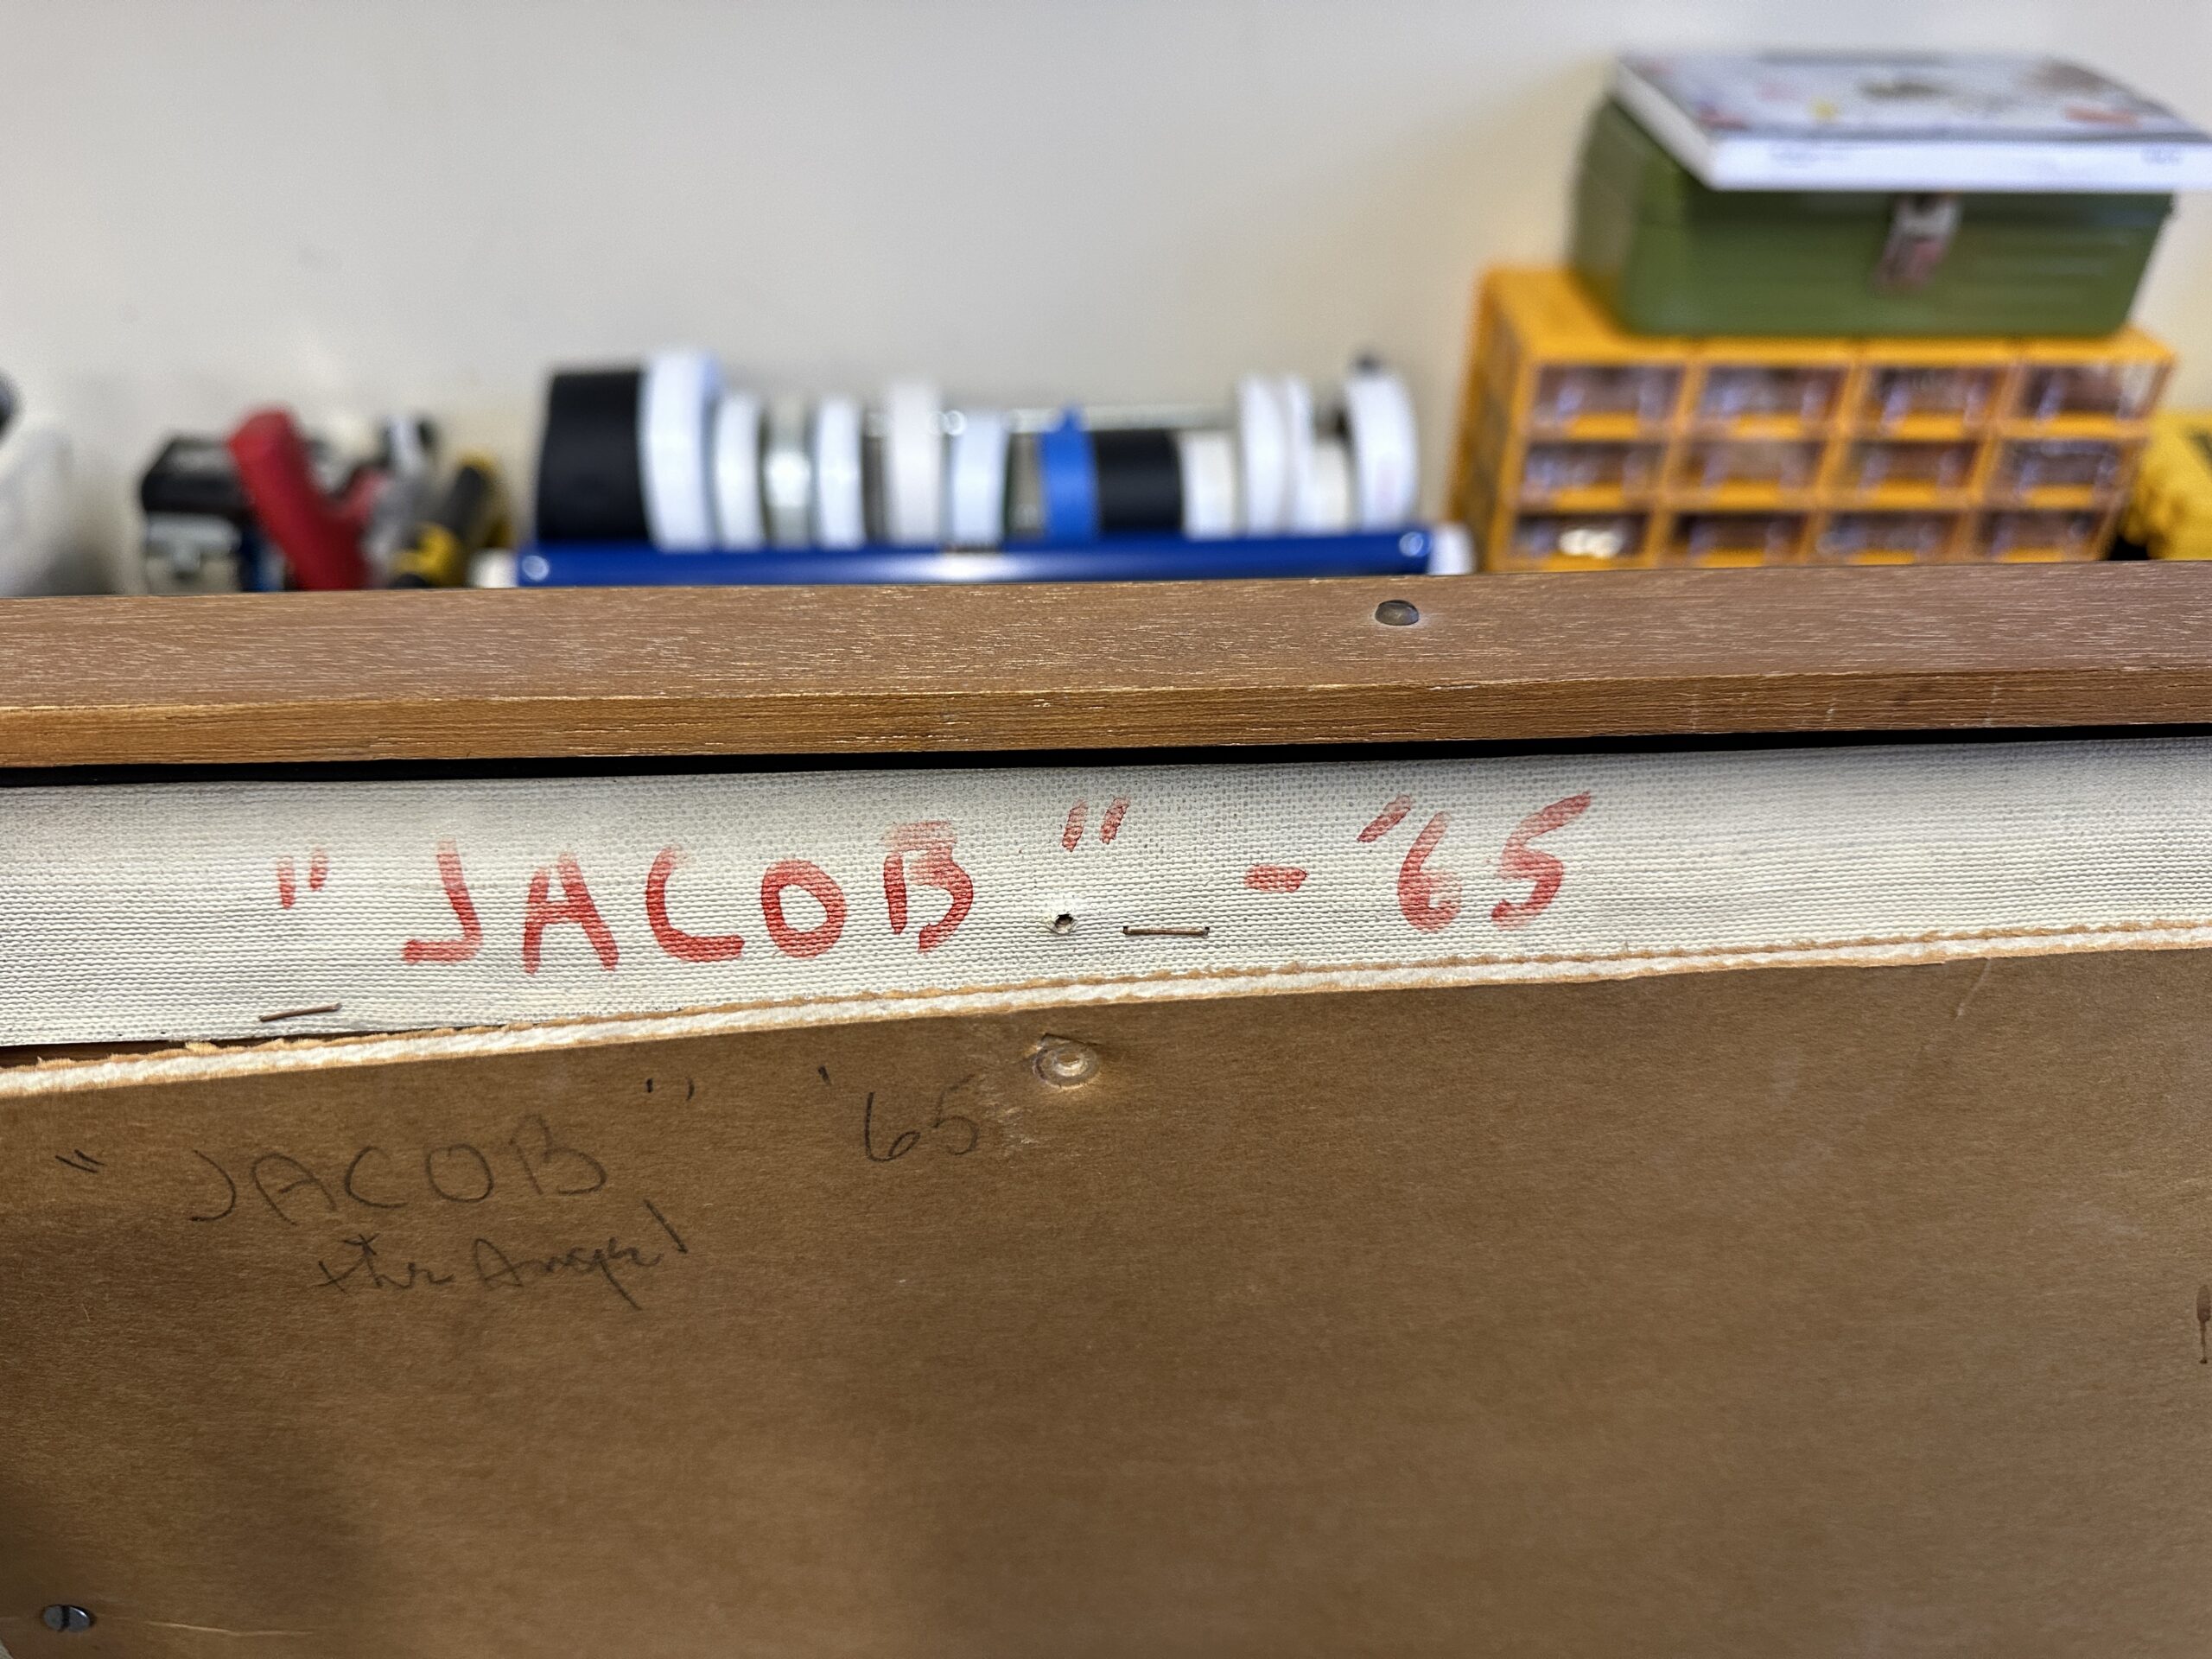 "JACOB" - '65
"JACOB" '65
the Angel